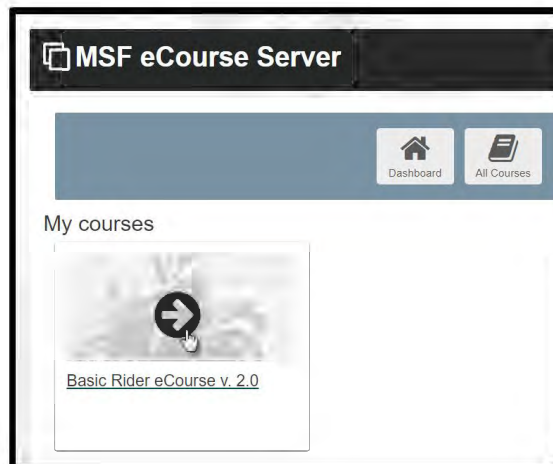 MSF eCourse Server
Dashboard
All Courses
My courses
Basic Rider eCourse v. 2.0